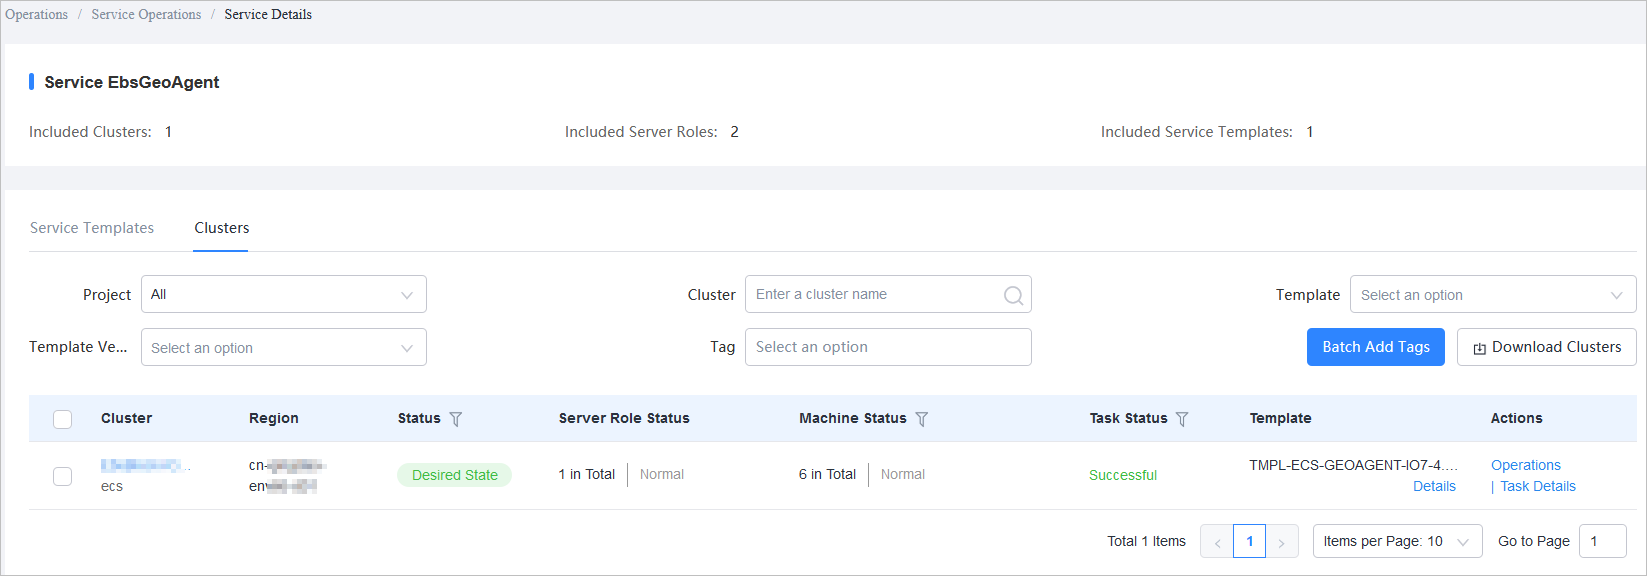 Operations / Service Operations / Service Details
Service EbsGeoAgent
Included Clusters: 1 Included Server Roles: 2 Included Service Templates: 1
Service Templates Clusters
Project All Cluster Enter a cluster name Template Select an option
Template Ve... Select an option Tag Select an option Batch Add Tags Download Clusters
Cluster Region Status Server Role Status Machine Status Task Status Template Actions
... cn- Desired State 1 in Total Normal 6 in Total Normal Successful TMPL-ECS-GEOAGENT-IO7-4.... Operations
ecs Details | Task Details
Total 1 Items < 1 > Items per Page: 10 Go to Page 1